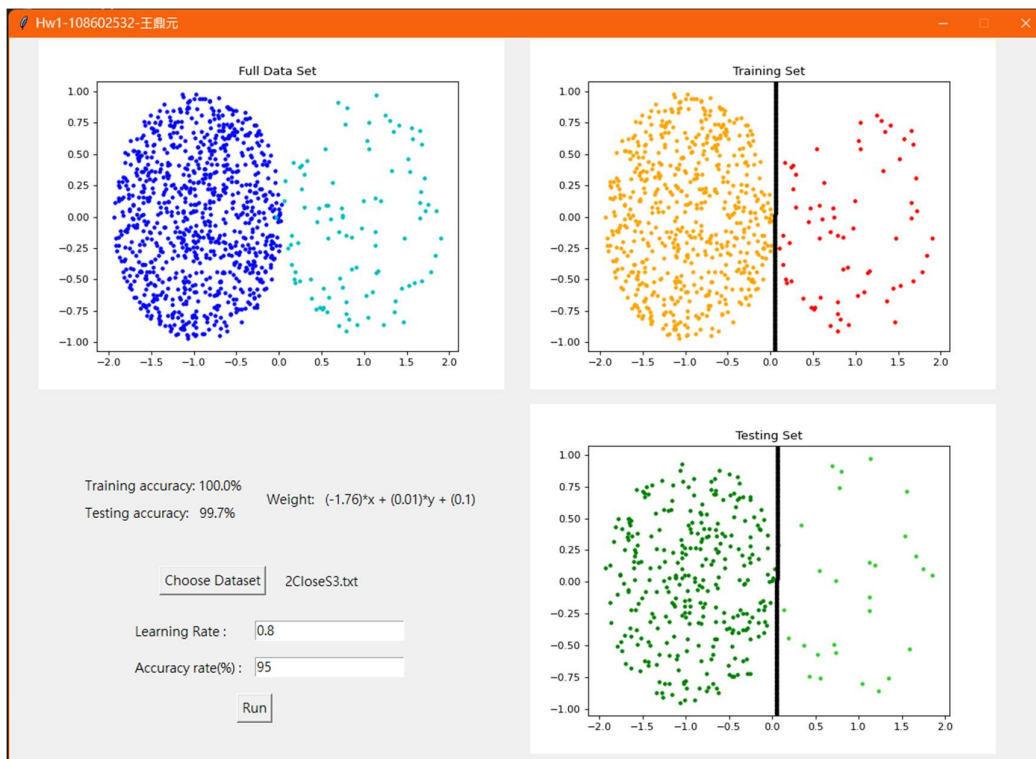 Hw1-108602532-王鼎元
Full Data Set
1.00
0.75
0.50
0.25
0.00
−0.25
−0.50
−0.75
−1.00
−2.0 −1.5 −1.0 −0.5 0.0 0.5 1.0 1.5 2.0
Training Set
1.00
0.75
0.50
0.25
0.00
−0.25
−0.50
−0.75
−1.00
−2.0 −1.5 −1.0 −0.5 0.0 0.5 1.0 1.5 2.0
Training accuracy: 100.0%
Testing accuracy: 99.7%
Weight: (-1.76)*x + (0.01)*y + (0.1)
Choose Dataset 2CloseS3.txt
Learning Rate : 0.8
Accuracy rate(%) : 95
Run
Testing Set
1.00
0.75
0.50
0.25
0.00
−0.25
−0.50
−0.75
−1.00
−2.0 −1.5 −1.0 −0.5 0.0 0.5 1.0 1.5 2.0